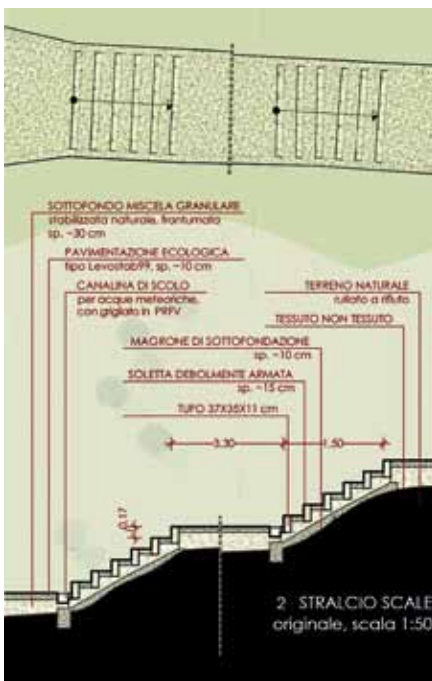 SOTTOFONDO MISCELA GRANULARE
stabilizzata naturale, frantumata
sp. ~30 cm
PAVIMENTAZIONE ECOLOGICA
tipo Levostab99, sp. ~10 cm
CANALINA DI SCOLO
per acque meteoriche,
con grigliato in PRFV
TERRENO NATURALE
rullato a rifiuto
TESSUTO NON TESSUTO
MAGRONE DI SOTTOFONDAZIONE
sp. ~10 cm
SOLETTA DEBOLMENTE ARMATA
sp. ~15 cm
TUFO 37X35X11 cm
3,30
1,50
0,17
2 STRALCIO SCALE
originale, scala 1:50